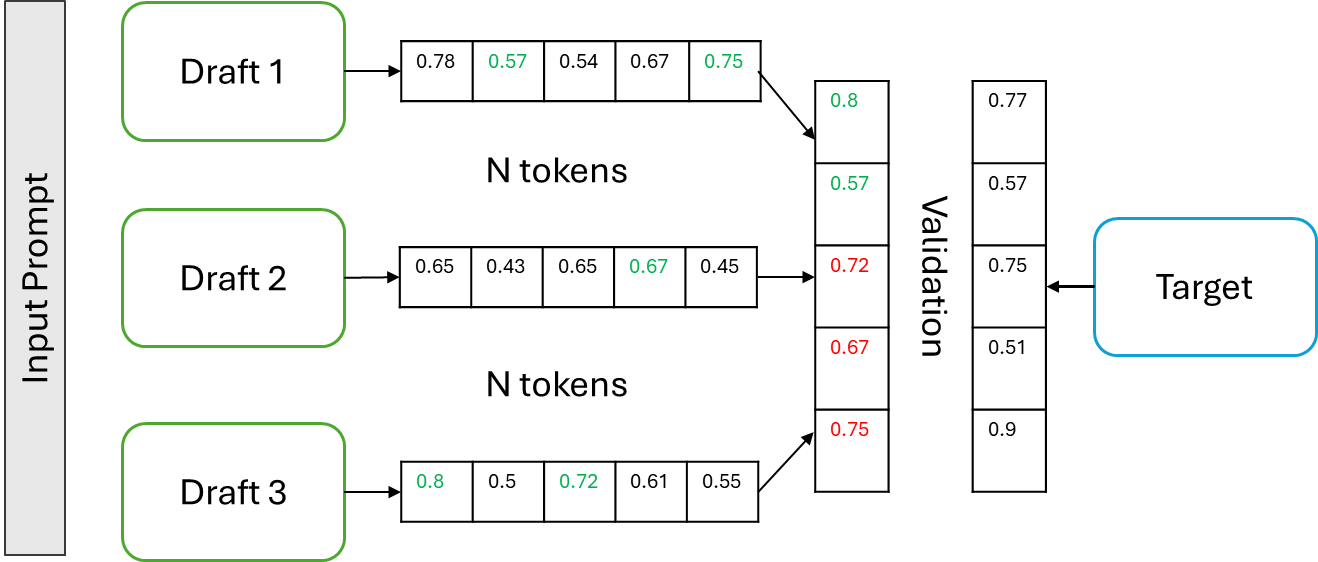 Input Prompt
Draft 1
0.78 0.57 0.54 0.67 0.75
N tokens
Draft 2
0.65 0.43 0.65 0.67 0.45
N tokens
Draft 3
0.8 0.5 0.72 0.61 0.55
0.8
0.57
0.72
0.67
0.75
Validation
0.77
0.57
0.75
0.51
0.9
Target